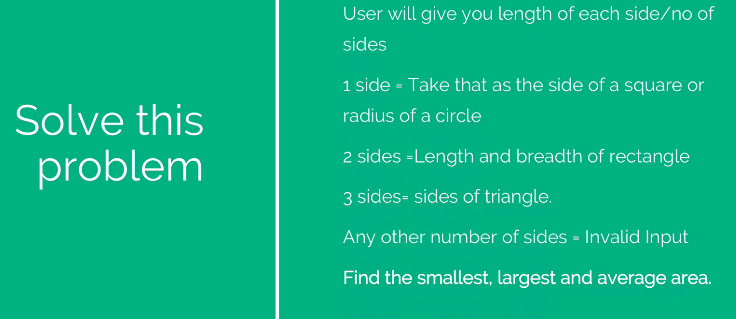 Solve this
problem
User will give you length of each side/no of
sides
1 side = Take that as the side of a square or
radius of a circle
2 sides =Length and breadth of rectangle
3 sides= sides of triangle.
Any other number of sides = Invalid Input
Find the smallest, largest and average area.